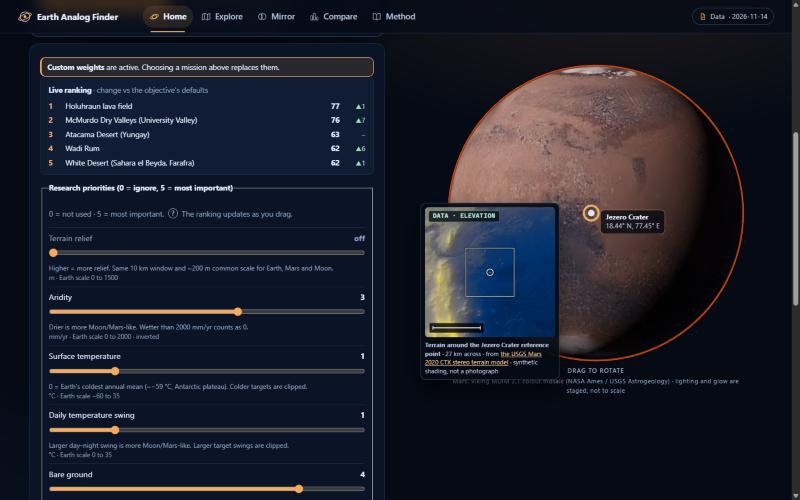 Earth Analog Finder
Home
Explore
Mirror
Compare
Method
Data · 2026-11-14
Custom weights are active. Choosing a mission above replaces them.
Live ranking · change vs the objective's defaults
1 Holuhraun lava field 77 ▲1
2 McMurdo Dry Valleys (University Valley) 76 ▲7
3 Atacama Desert (Yungay) 63 –
4 Wadi Rum 62 ▲6
5 White Desert (Sahara el Beyda, Farafra) 62 ▲1
Research priorities (0 = ignore, 5 = most important)
0 = not used · 5 = most important. ? The ranking updates as you drag.
Terrain relief off
Higher = more relief. Same 10 km window and ~200 m common scale for Earth, Mars and Moon.
m · Earth scale 0 to 1500
Aridity 3
Drier is more Moon/Mars-like. Wetter than 2000 mm/yr counts as 0.
mm/yr · Earth scale 0 to 2000 · inverted
Surface temperature 1
0 = Earth's coldest annual mean (~−59 °C, Antarctic plateau). Colder targets are clipped.
°C · Earth scale −60 to 35
Daily temperature swing 1
Larger day–night swing is more Moon/Mars-like. Larger target swings are clipped.
°C · Earth scale 0 to 35
Bare ground 4
Jezero Crater
18.44° N, 77.45° E
DATA · ELEVATION
Terrain around the Jezero Crater reference
point · 27 km across · from the USGS Mars
2020 CTX stereo terrain model · synthetic
shading, not a photograph
DRAG TO ROTATE
Mars: Viking MDIM 2.1 colour mosaic (NASA Ames / USGS Astrogeology) · lighting and glow are
staged, not to scale